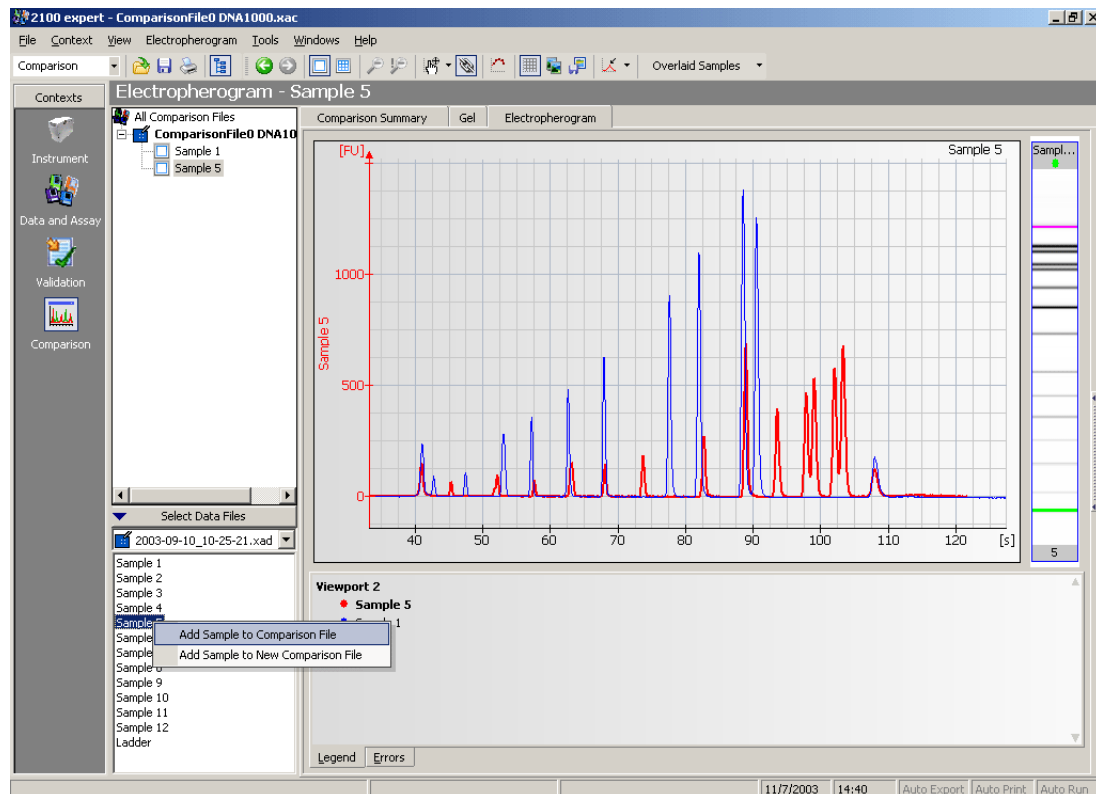 2100 expert - ComparisonFile0 DNA1000.xac
File Context View Electropherogram Tools Windows Help
Comparison
Overlaid Samples
Contexts
Electropherogram - Sample 5
Instrument
Data and Assay
Validation
Comparison
All Comparison Files
ComparisonFile0 DNA10
Sample 1
Sample 5
Comparison Summary Gel Electropherogram
[FU]
Sample 5
1000
500
0
Sample 5
40 50 60 70 80 90 100 110 120 [s]
Sampl...
5
Select Data Files
2003-09-10_10-25-21.xad
Sample 1
Sample 2
Sample 3
Sample 4
Sample
Sample
Sample
Sample 9
Sample 10
Sample 11
Sample 12
Ladder
Add Sample to Comparison File
Add Sample to New Comparison File
Viewport 2
Sample 5
1
Legend Errors
11/7/2003 14:40 Auto Export Auto Print Auto Run